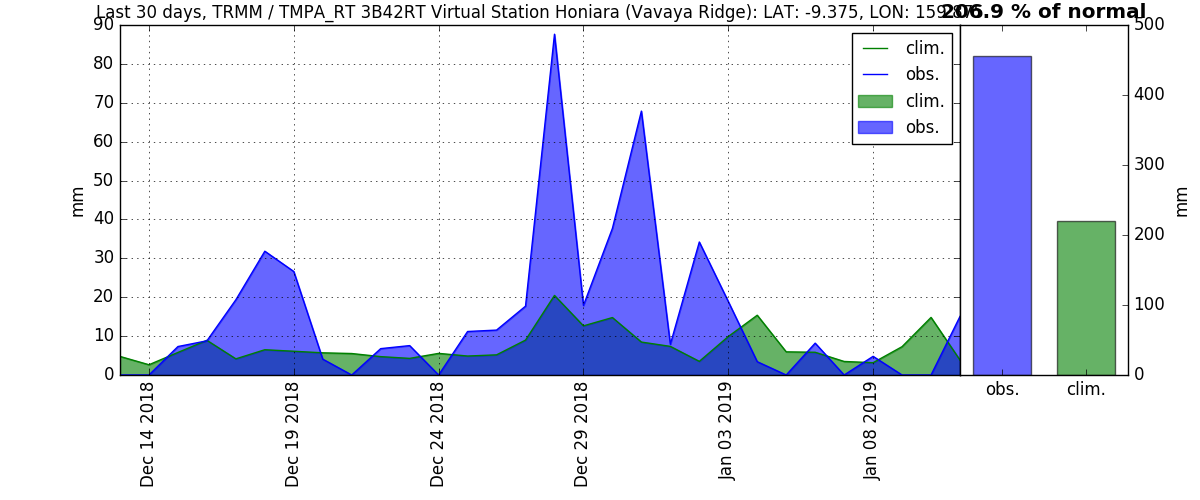 Last 30 days, TRMM / TMPA_RT 3B42RT Virtual Station Honiara (Vavaya Ridge): LAT: -9.375, LON:
206.9 % of normal
90
80
70
60
50
40
30
20
10
0
mm
clim.
obs.
clim.
obs.
Dec 14 2018
Dec 19 2018
Dec 24 2018
Dec 29 2018
Jan 03 2019
Jan 08 2019
500
400
300
200
100
0
mm
obs.
clim.